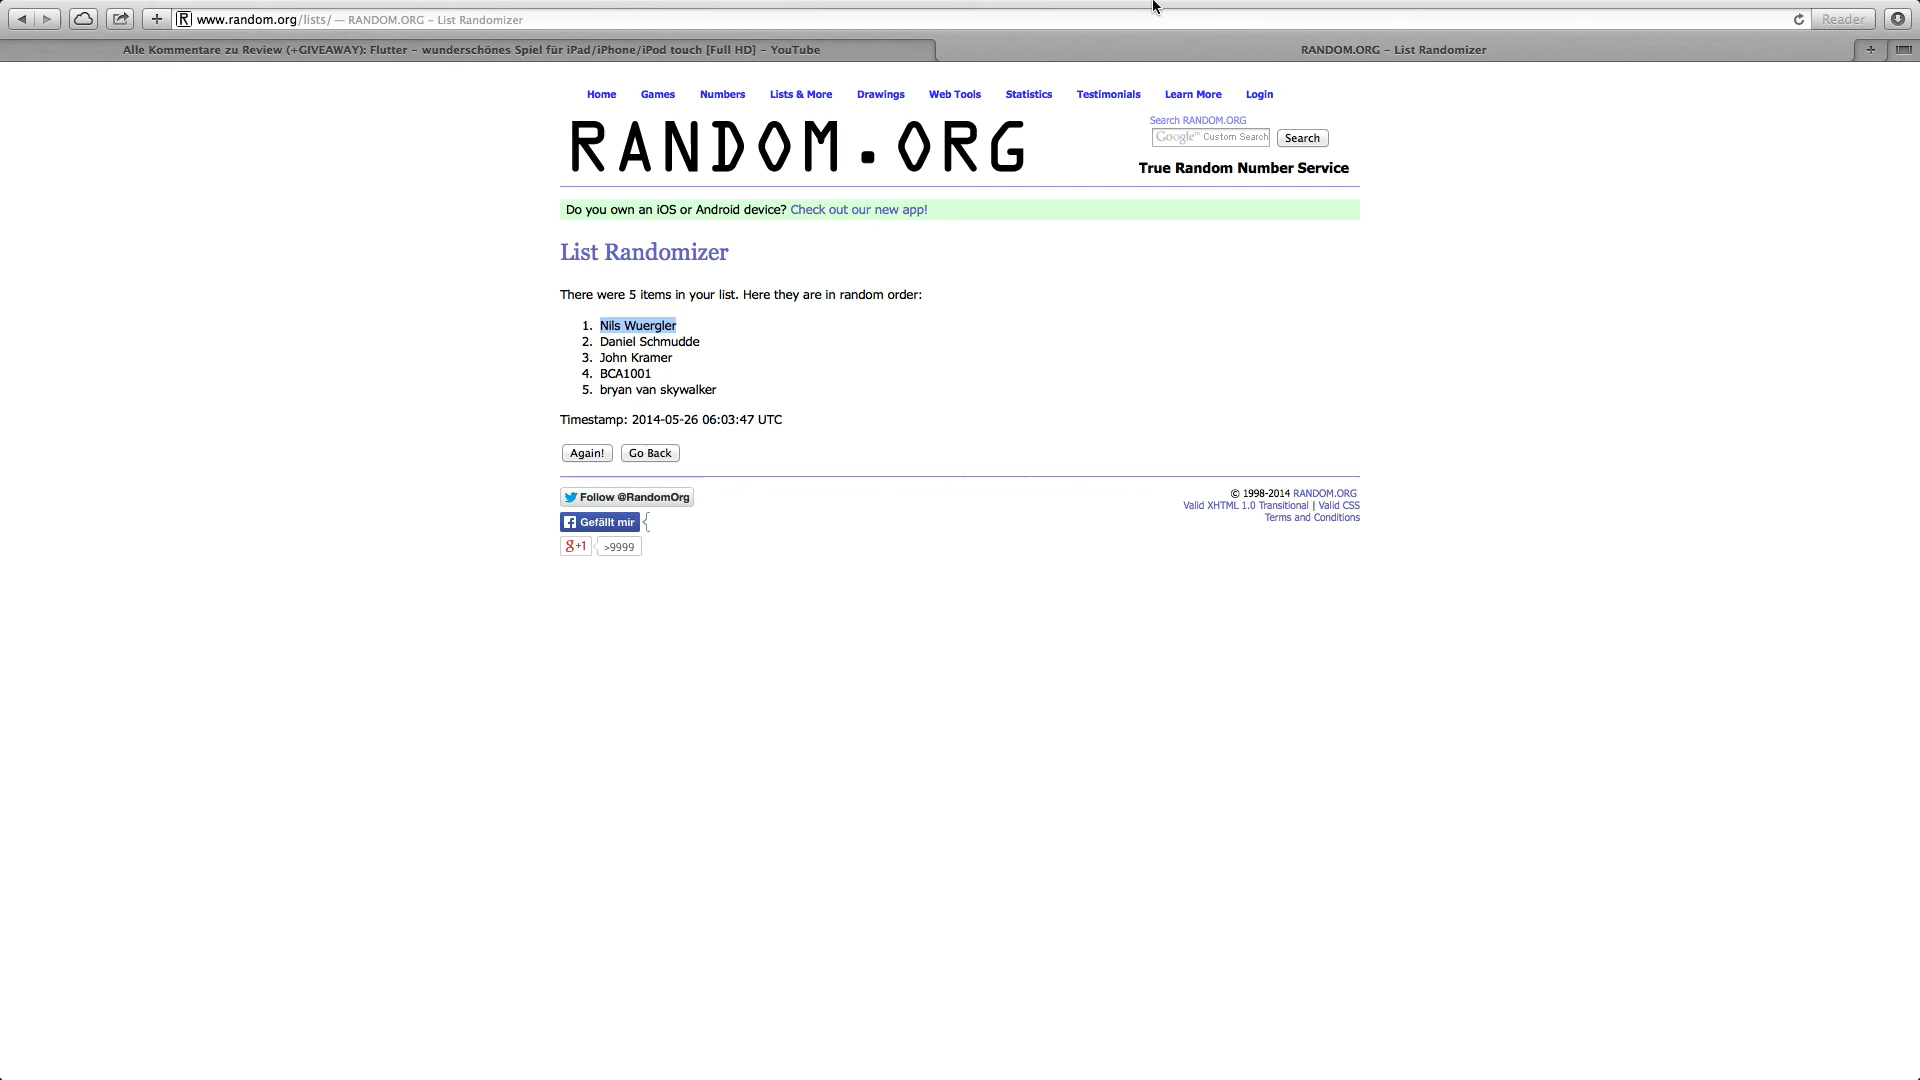 www.random.org/lists/ — RANDOM.ORG – List Randomizer
Reader
Alle Kommentare zu Review (+GIVEAWAY): Flutter – wunderschönes Spiel für iPad/iPhone/iPod touch [Full HD] – YouTube
RANDOM.ORG – List Randomizer
Home Games Numbers Lists & More Drawings Web Tools Statistics Testimonials Learn More Login
RANDOM.ORG
Search RANDOM.ORG
Google™ Custom Search Search
True Random Number Service
Do you own an iOS or Android device? Check out our new app!
List Randomizer
There were 5 items in your list. Here they are in random order:
1. Nils Wuergler
2. Daniel Schmudde
3. John Kramer
4. BCA1001
5. bryan van skywalker
Timestamp: 2014-05-26 06:03:47 UTC
Again! Go Back
Follow @RandomOrg
Gefällt mir
g+1 >9999
© 1998-2014 RANDOM.ORG
Valid XHTML 1.0 Transitional | Valid CSS
Terms and Conditions